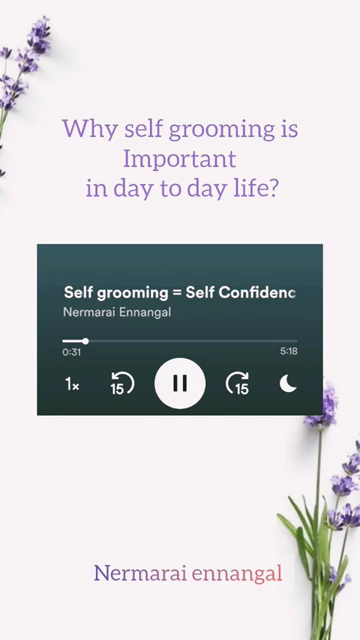 Why self grooming is
Important
in day to day life?
Self grooming = Self Confidenc
Nermarai Ennangal
0:31 5:18
1x 15 15
Nermarai ennangal